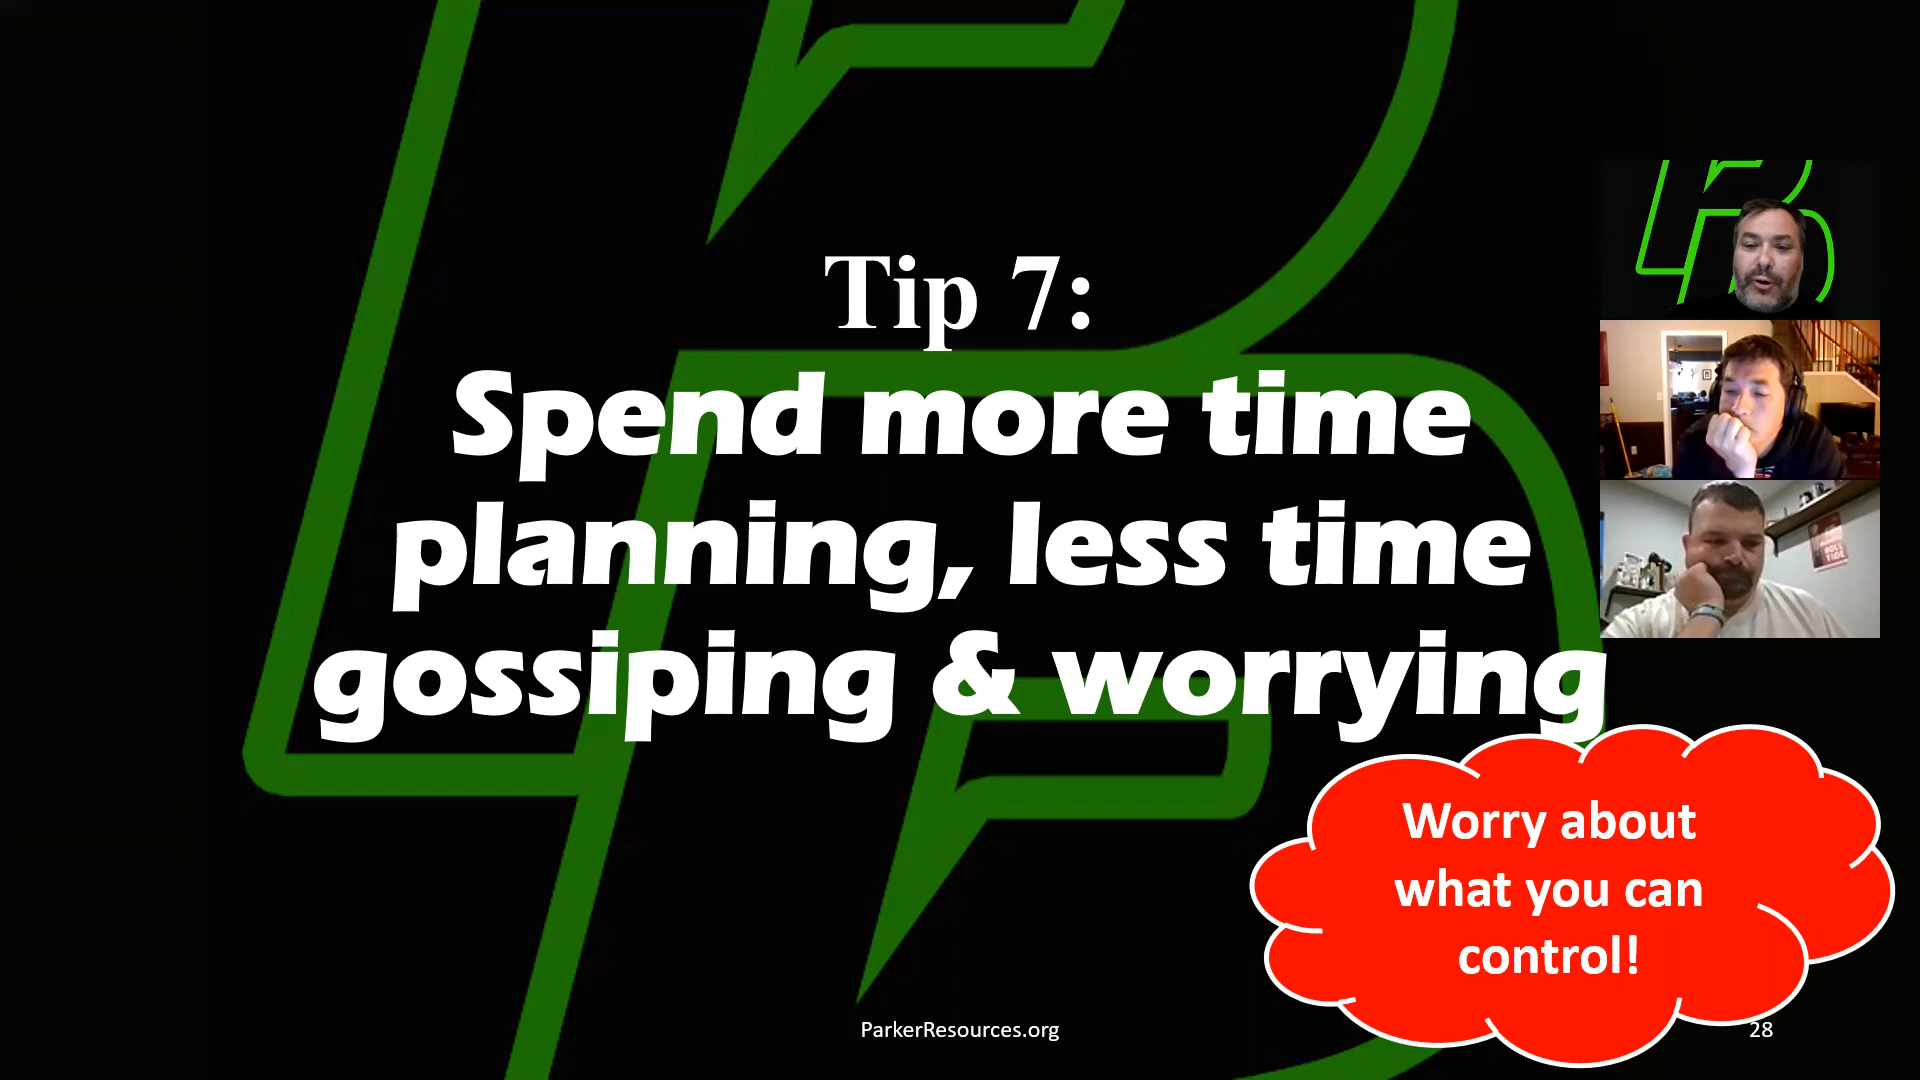 Tip 7:
Spend more time
planning, less time
gossiping & worrying
Worry about
what you can
control!
ParkerResources.org
28